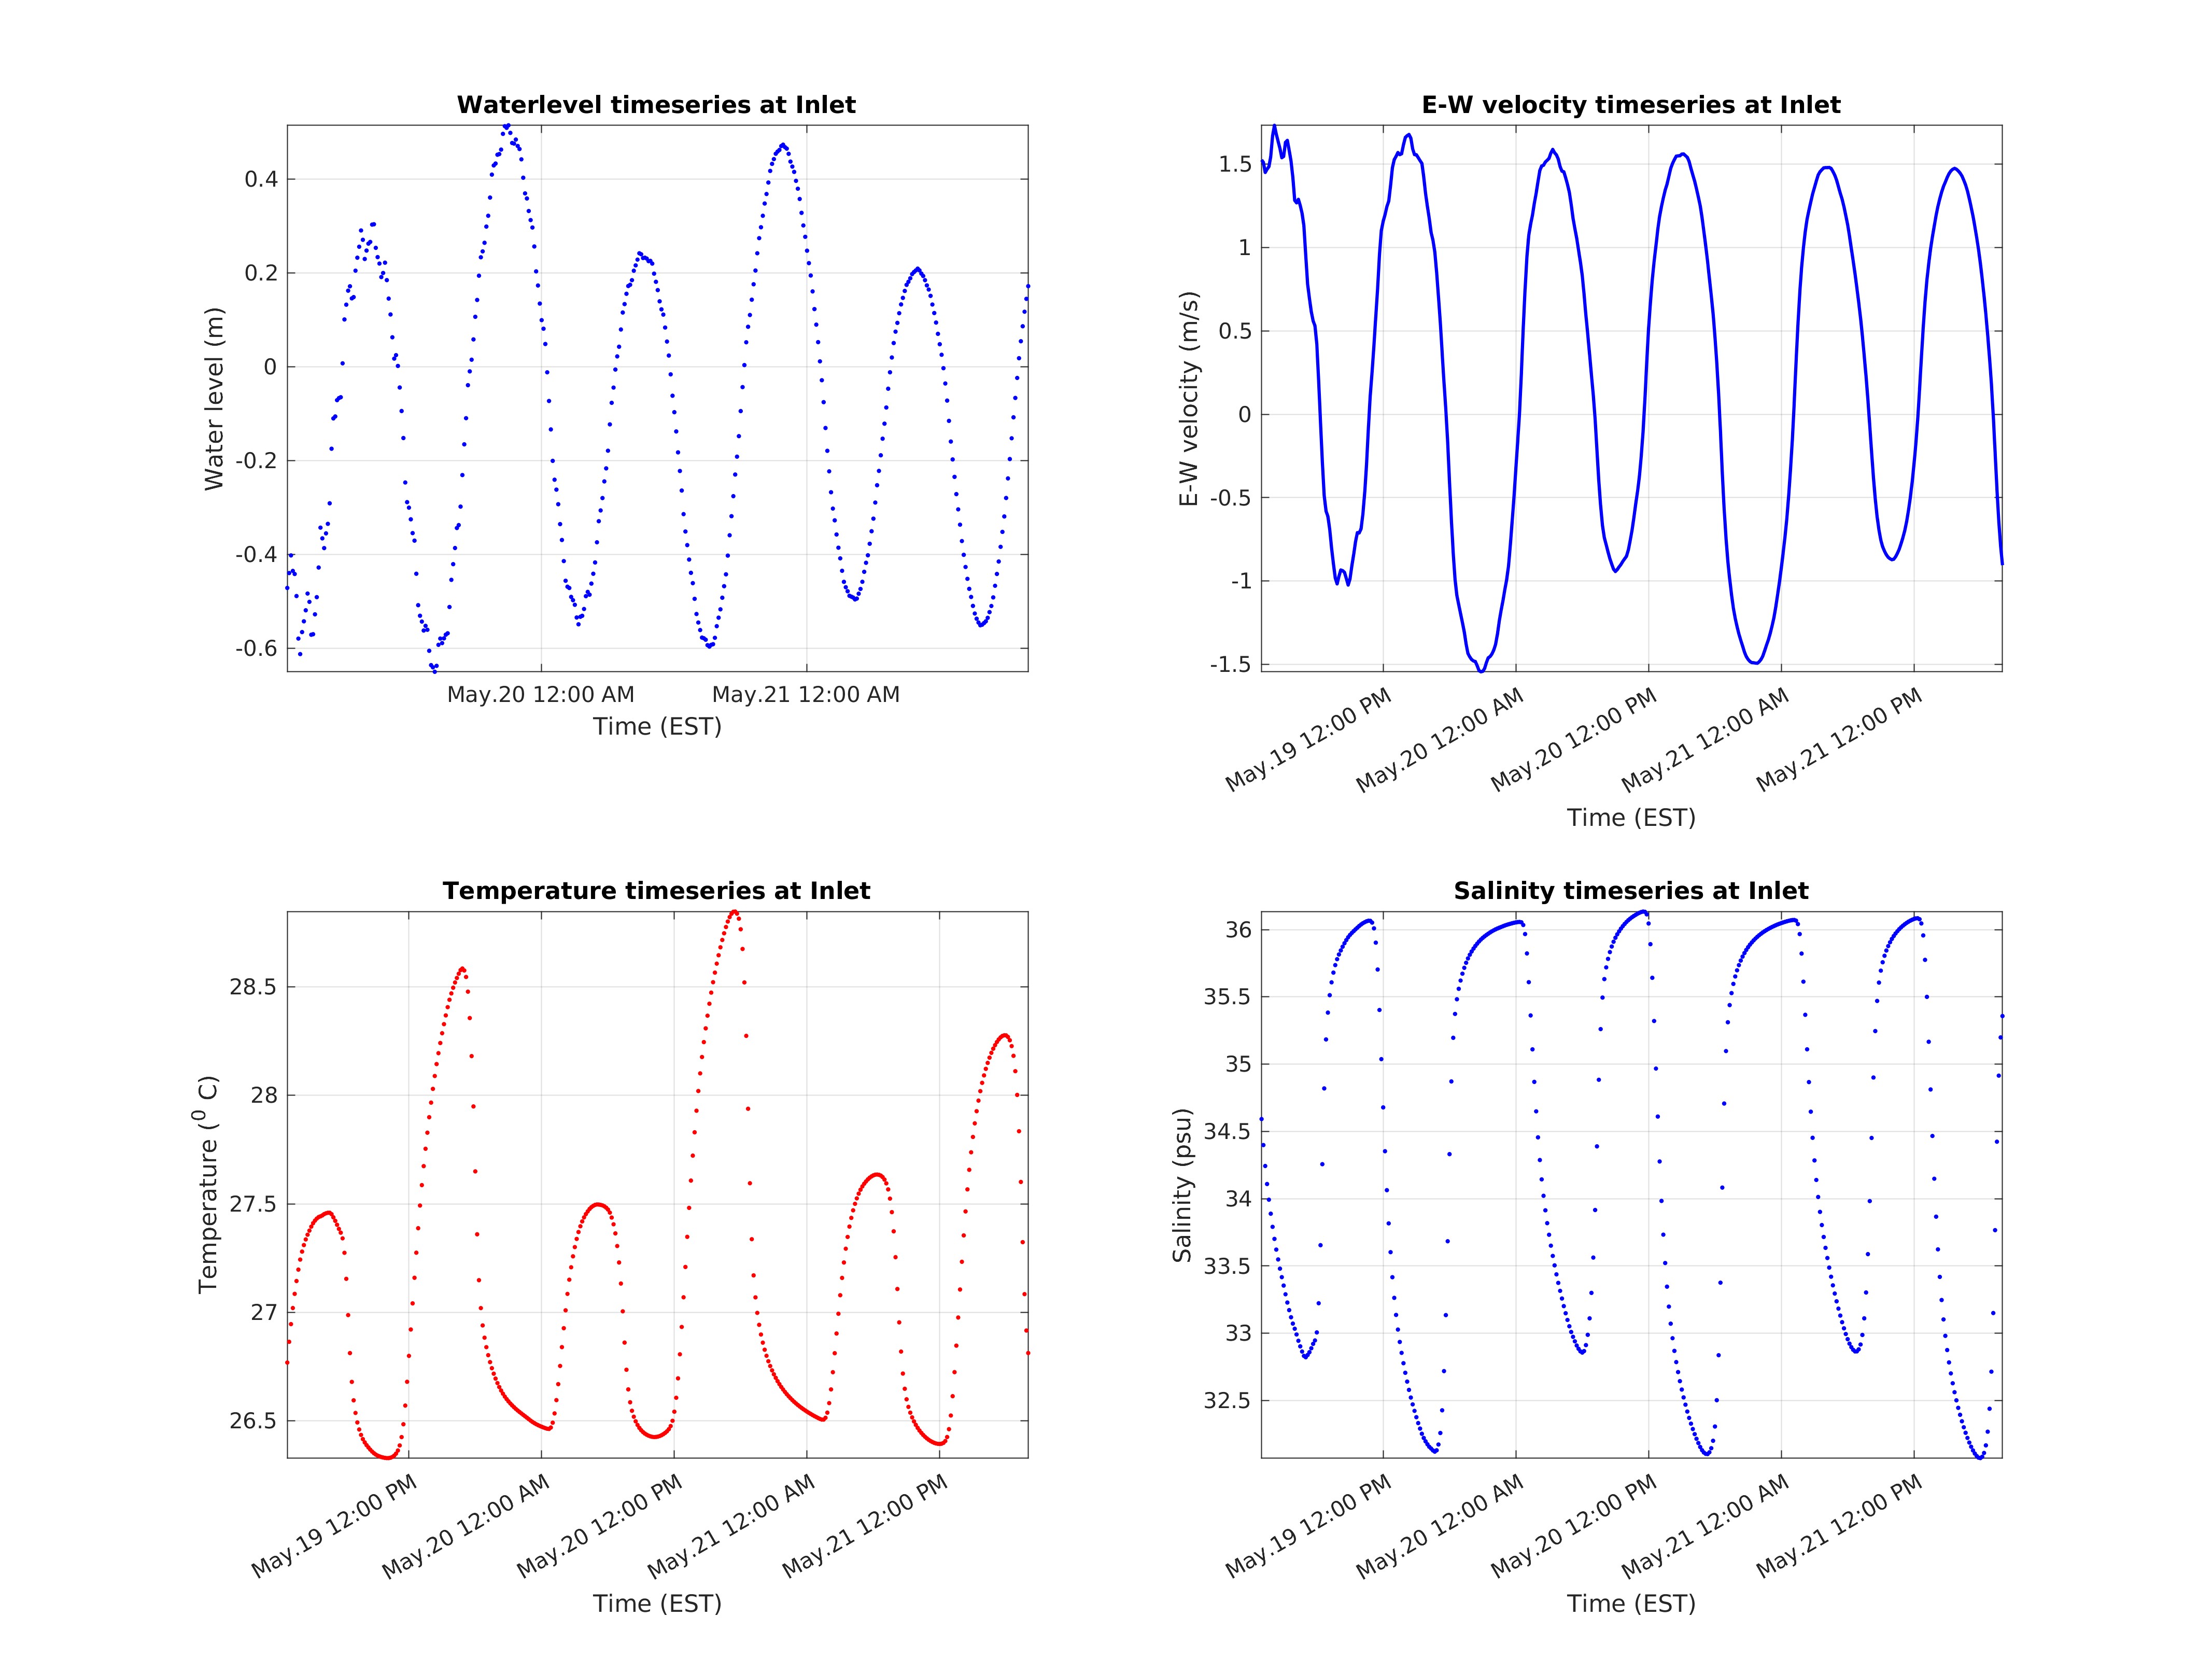 Waterlevel timeseries at Inlet
Water level (m)
0.4
0.2
0
-0.2
-0.4
-0.6
May.20 12:00 AM
May.21 12:00 AM
Time (EST)
E-W velocity timeseries at Inlet
E-W velocity (m/s)
1.5
1
0.5
0
-0.5
-1
-1.5
May.19 12:00 PM
May.20 12:00 AM
May.20 12:00 PM
May.21 12:00 AM
May.21 12:00 PM
Time (EST)
Temperature timeseries at Inlet
Temperature (⁰ C)
28.5
28
27.5
27
26.5
May.19 12:00 PM
May.20 12:00 AM
May.20 12:00 PM
May.21 12:00 AM
May.21 12:00 PM
Time (EST)
Salinity timeseries at Inlet
Salinity (psu)
36
35.5
35
34.5
34
33.5
33
32.5
May.19 12:00 PM
May.20 12:00 AM
May.20 12:00 PM
May.21 12:00 AM
May.21 12:00 PM
Time (EST)